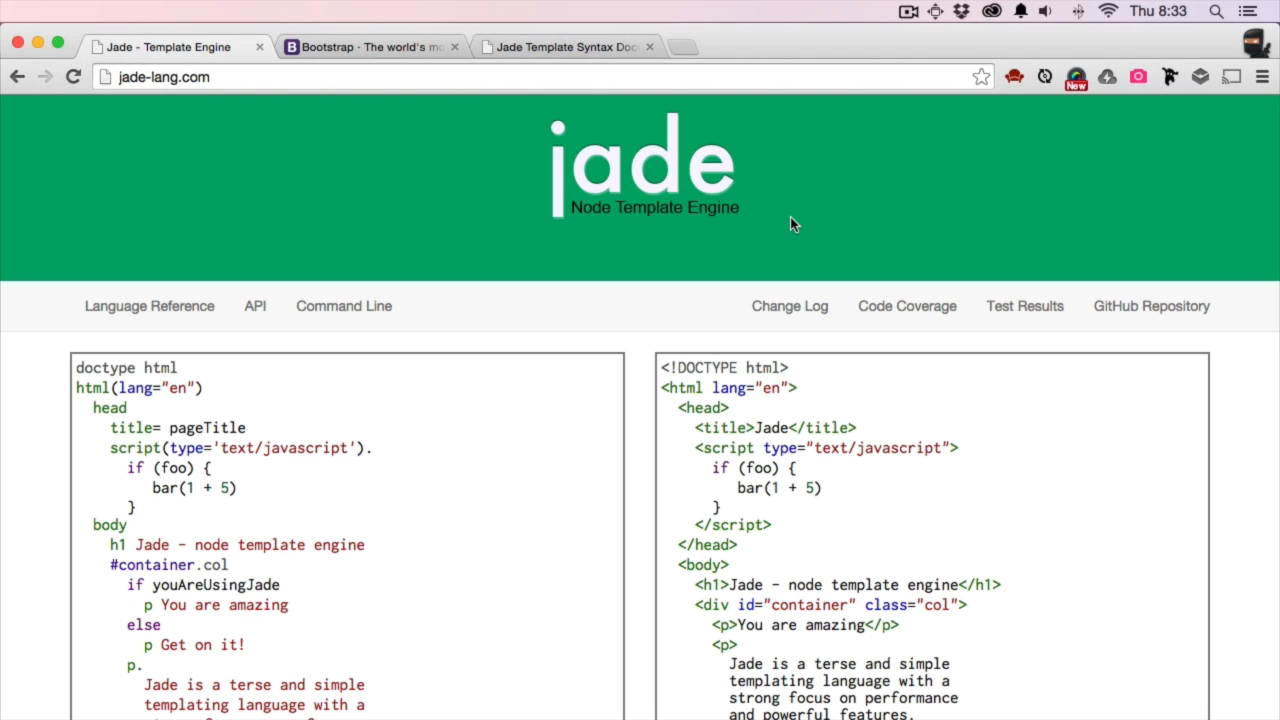 Thu 8:33
Jade - Template Engine
Bootstrap · The world's mo
Jade Template Syntax Doc
jade-lang.com
New
jade
Node Template Engine
Language Reference API Command Line Change Log Code Coverage Test Results GitHub Repository
doctype html
html(lang="en")
head
title= pageTitle
script(type='text/javascript').
if (foo) {
bar(1 + 5)
}
body
h1 Jade - node template engine
#container.col
if youAreUsingJade
p You are amazing
else
p Get on it!
p.
Jade is a terse and simple
templating language with a
<!DOCTYPE html>
<html lang="en">
<head>
<title>Jade</title>
<script type="text/javascript">
if (foo) {
bar(1 + 5)
}
</script>
</head>
<body>
<h1>Jade - node template engine</h1>
<div id="container" class="col">
<p>You are amazing</p>
<p>
Jade is a terse and simple
templating language with a
strong focus on performance
and powerful features.